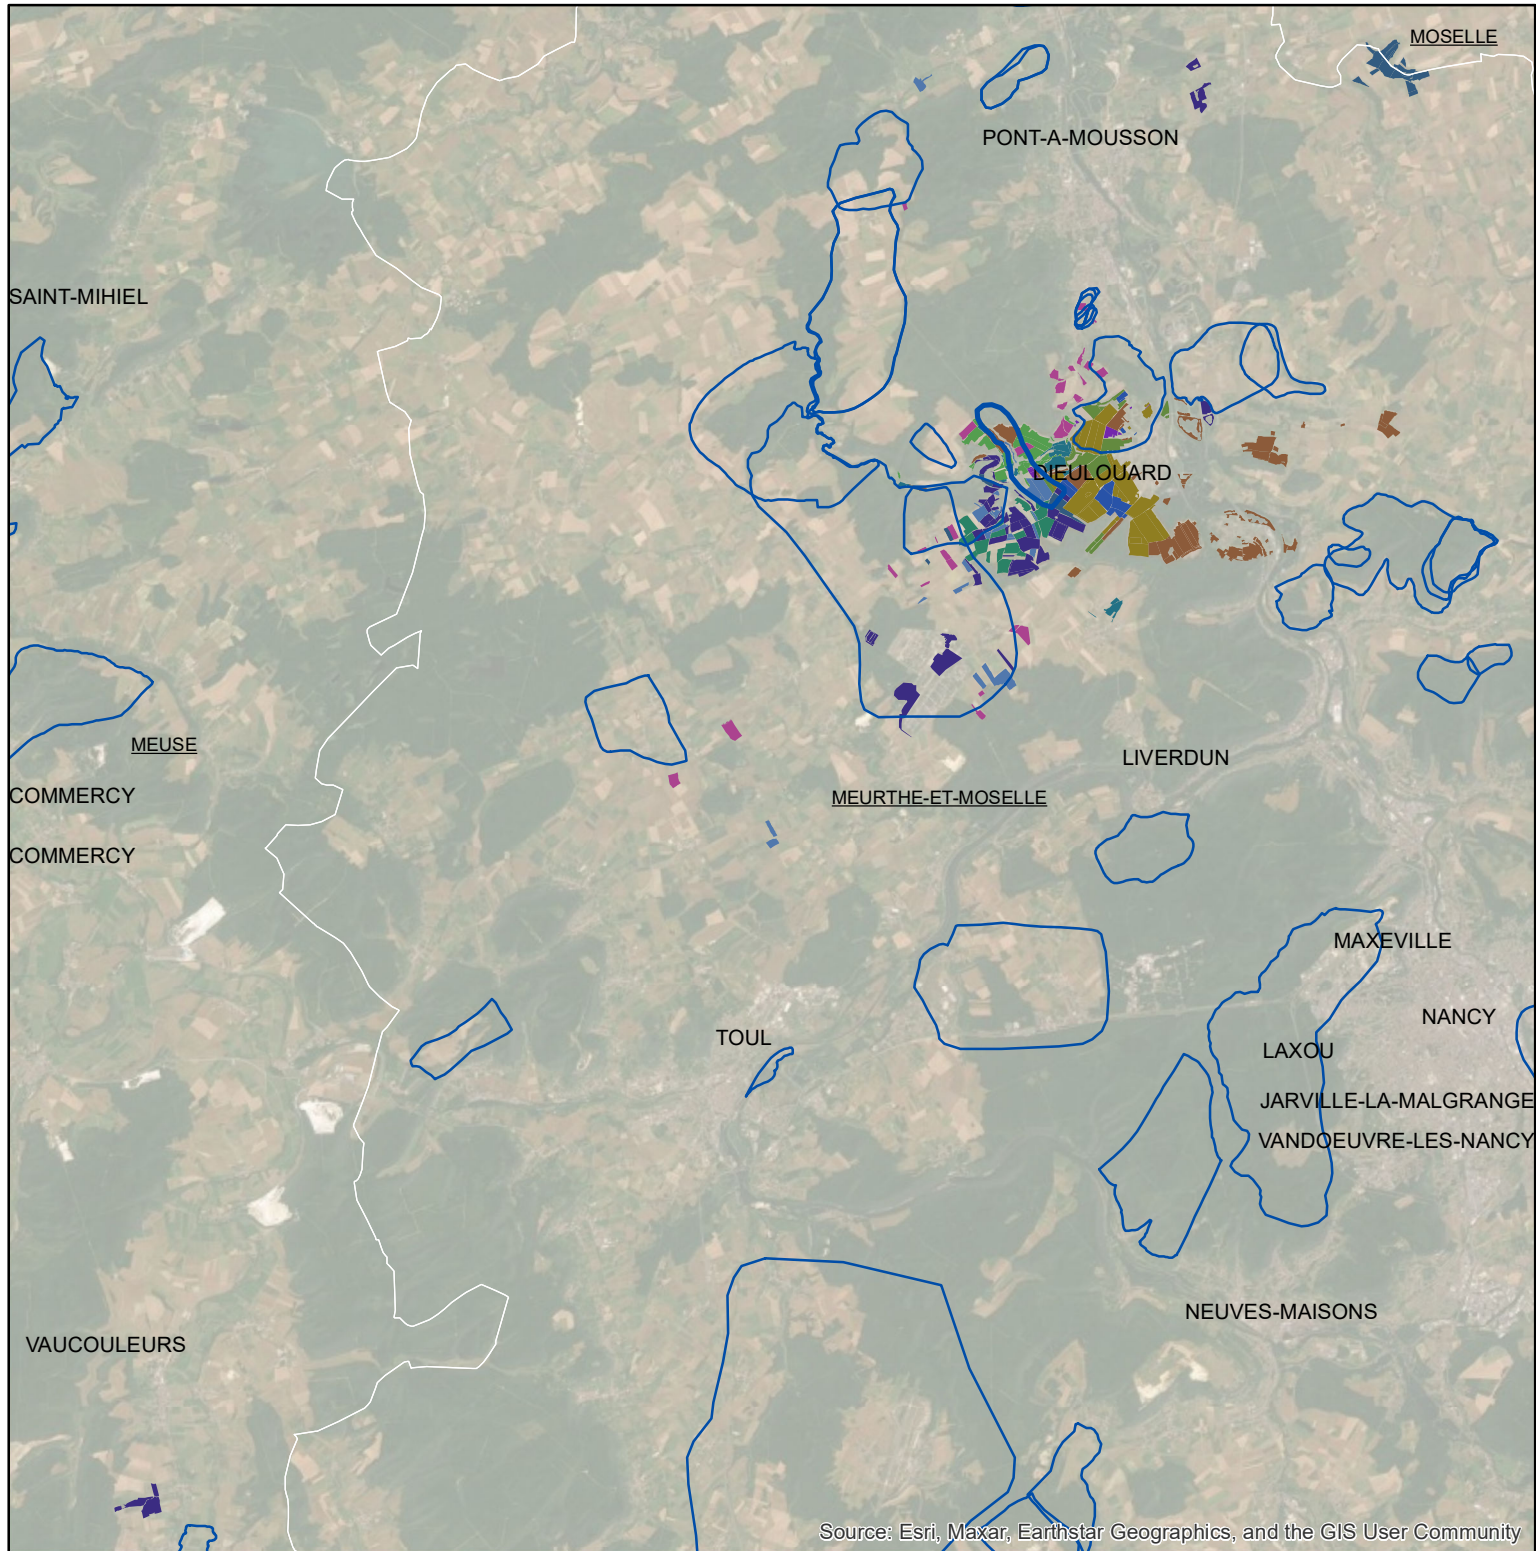 MOSELLE
PONT-A-MOUSSON
SAINT-MIHIEL
DIEULOUARD
MEUSE
LIVERDUN
COMMERCY
MEURTHE-ET-MOSELLE
COMMERCY
MAXEVILLE
NANCY
TOUL
LAXOU
JARVILLE-LA-MALGRANGE
VANDOEUVRE-LES-NANCY
NEUVES-MAISONS
VAUCOULEURS
Source: Esri, Maxar, Earthstar Geographics, and the GIS User Community